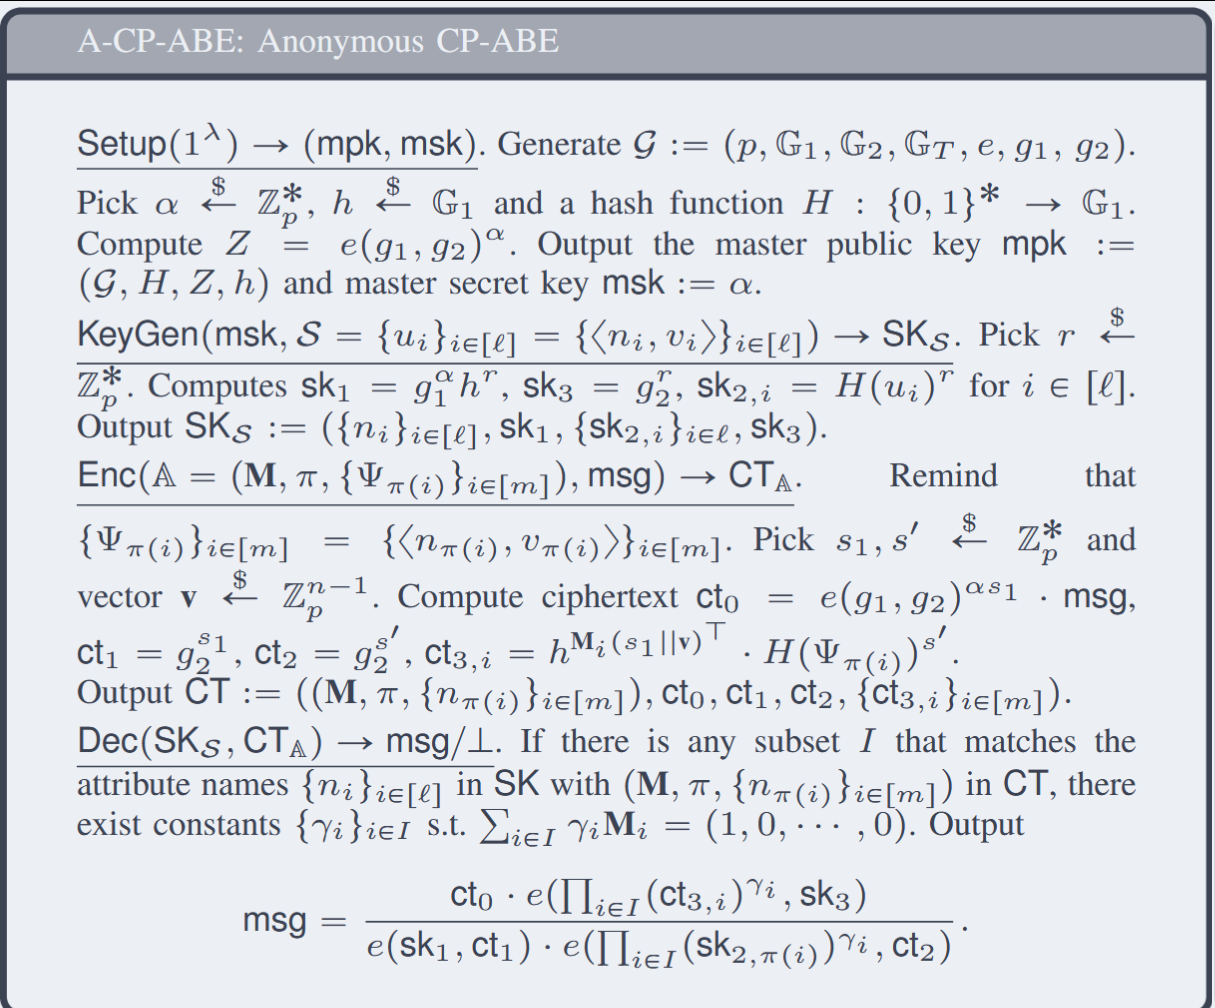 A-CP-ABE: Anonymous CP-ABE
Setup(1^λ) → (mpk, msk). Generate 𝒢 := (p, 𝔾₁, 𝔾₂, 𝔾_T, e, g₁, g₂).
Pick α ←$ ℤ_p^*, h ←$ 𝔾₁ and a hash function H : {0, 1}^* → 𝔾₁.
Compute Z = e(g₁, g₂)^α. Output the master public key mpk :=
(𝒢, H, Z, h) and master secret key msk := α.
KeyGen(msk, 𝒮 = {u_i}_{i∈[ℓ]} = {⟨n_i, v_i⟩}_{i∈[ℓ]}) → SK_𝒮. Pick r ←$
ℤ_p^*. Computes sk₁ = g₁^α h^r, sk₃ = g₂^r, sk_{2,i} = H(u_i)^r for i ∈ [ℓ].
Output SK_𝒮 := ({n_i}_{i∈[ℓ]}, sk₁, {sk_{2,i}}_{i∈ℓ}, sk₃).
Enc(𝔸 = (𝐌, π, {Ψ_{π(i)}}_{i∈[m]}), msg) → CT_𝔸. Remind that
{Ψ_{π(i)}}_{i∈[m]} = {⟨n_{π(i)}, v_{π(i)}⟩}_{i∈[m]}. Pick s₁, s′ ←$ ℤ_p^* and
vector 𝐯 ←$ ℤ_p^{n−1}. Compute ciphertext ct₀ = e(g₁, g₂)^{αs₁} · msg,
ct₁ = g₂^{s₁}, ct₂ = g₂^{s′}, ct_{3,i} = h^{𝐌_i(s₁||𝐯)^⊤} · H(Ψ_{π(i)})^{s′}.
Output CT := ((𝐌, π, {n_{π(i)}}_{i∈[m]}), ct₀, ct₁, ct₂, {ct_{3,i}}_{i∈[m]}).
Dec(SK_𝒮, CT_𝔸) → msg/⊥. If there is any subset I that matches the
attribute names {n_i}_{i∈[ℓ]} in SK with (𝐌, π, {n_{π(i)}}_{i∈[m]}) in CT, there
exist constants {γ_i}_{i∈I} s.t. ∑_{i∈I} γ_i𝐌_i = (1, 0, ⋯ , 0). Output
msg = ct₀ · e(∏_{i∈I}(ct_{3,i})^{γ_i}, sk₃) / e(sk₁, ct₁) · e(∏_{i∈I}(sk_{2,π(i)})^{γ_i}, ct₂) .